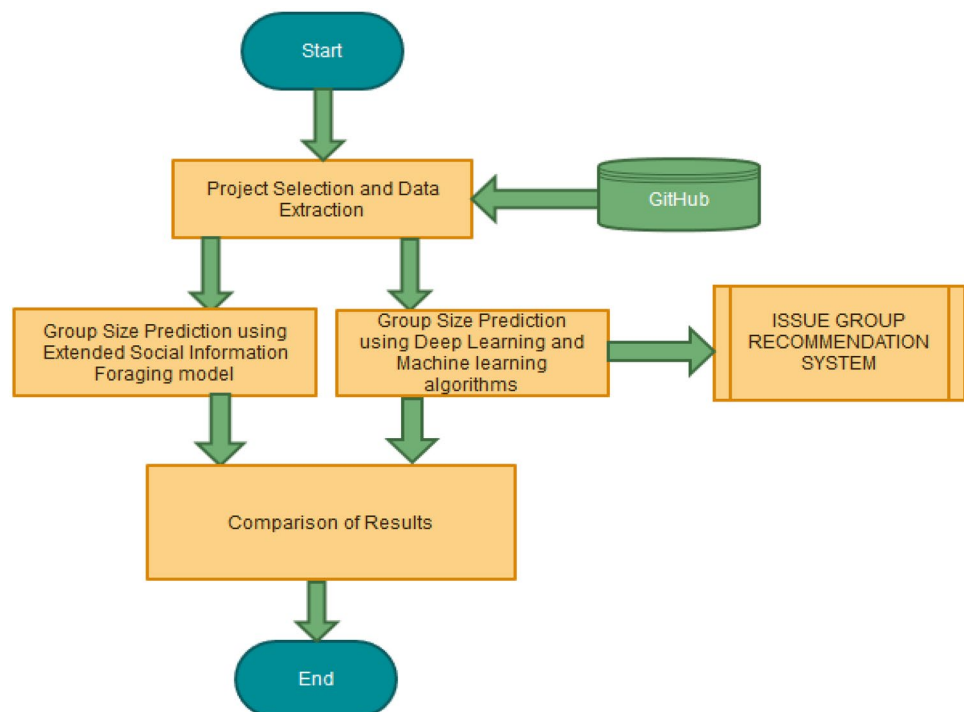 Start
Project Selection and Data
Extraction
GitHub
Group Size Prediction using
Extended Social Information
Foraging model
Group Size Prediction
using Deep Learning and
Machine learning
algorithms
ISSUE GROUP
RECOMMENDATION
SYSTEM
Comparison of Results
End